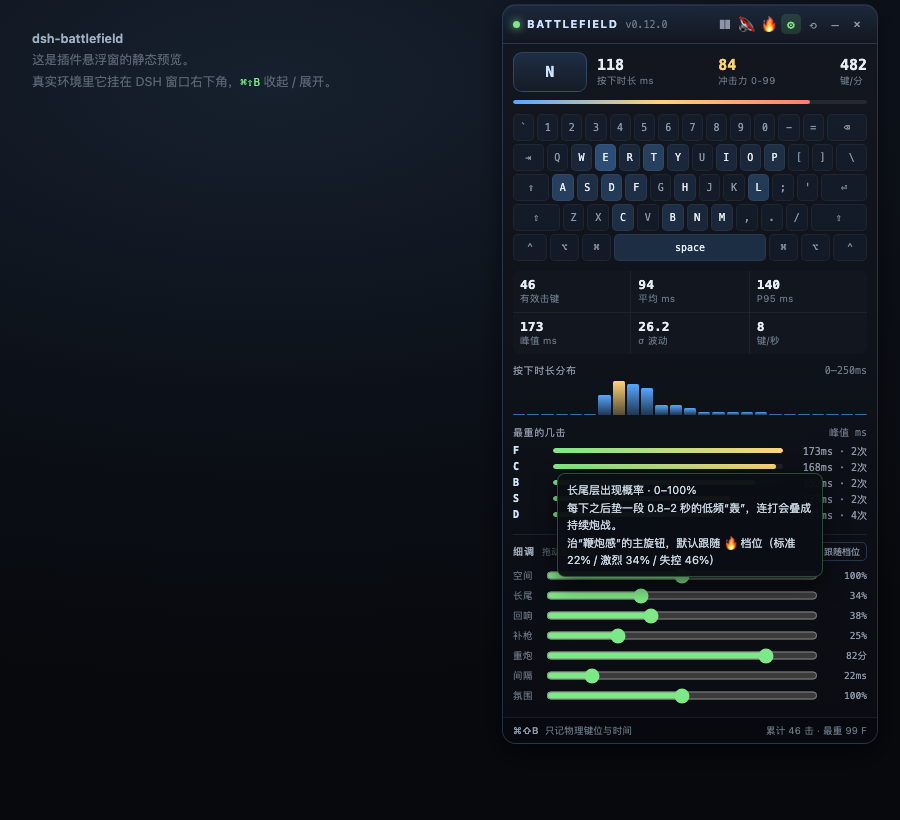 dsh-battlefield
这是插件悬浮窗的静态预览。
真实环境里它挂在 DSH 窗口右下角，⌘⇧B 收起 / 展开。
BATTLEFIELD v0.12.0
N
118 84 482
按下时长 ms 冲击力 0-99 键/分
` 1 2 3 4 5 6 7 8 9 0 − = ⌫
⇥ Q W E R T Y U I O P [ ] \
⇪ A S D F G H J K L ; ' ⏎
⇧ Z X C V B N M , . / ⇧
⌃ ⌥ ⌘ space ⌘ ⌥ ⌃
46 94 140
有效击键 平均 ms P95 ms
173 26.2 8
峰值 ms σ 波动 键/秒
按下时长分布 0—250ms
最重的几击 峰值 ms
F 173ms · 2次
C 168ms · 2次
B ms · 2次
S ms · 2次
D ms · 4次
长尾层出现概率 · 0–100%
每下之后垫一段 0.8–2 秒的低频“轰”，连打会叠成
持续炮战。
治“鞭炮感”的主旋钮，默认跟随 🔥 档位（标准
22% / 激烈 34% / 失控 46%）
细调 拖动 跟随档位
空间 100%
长尾 34%
回响 38%
补枪 25%
重炮 82分
间隔 22ms
氛围 100%
⌘⇧B 只记物理键位与时间 累计 46 击 · 最重 99 F